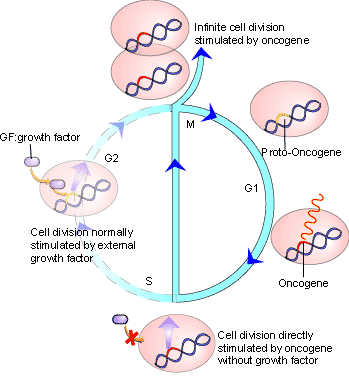 Infinite cell division
stimulated by oncogene
M
G2
GF:growth factor
Proto-Oncogene
G1
Cell division normally
stimulated by external
growth factor
S
Oncogene
Cell division directly
stimulated by oncogene
without growth factor